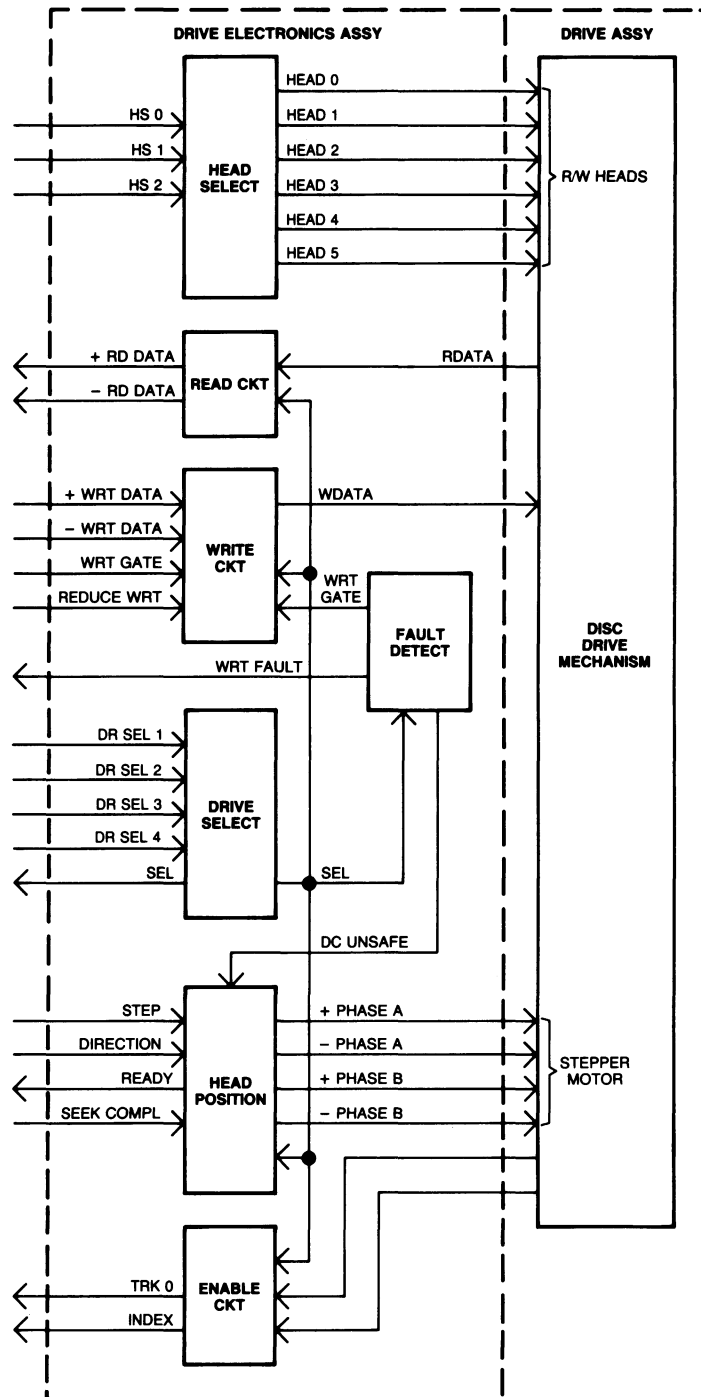 DRIVE ELECTRONICS ASSY
DRIVE ASSY
HEAD 0
HS 0
HEAD 1
HS 1
HEAD
SELECT
HEAD 2
HS 2
HEAD 3
HEAD 4
HEAD 5
R/W HEADS
+ RD DATA
- RD DATA
READ CKT
RDATA
+ WRT DATA
- WRT DATA
WRT GATE
REDUCE WRT
WRITE
CKT
WDATA
WRT
GATE
FAULT
DETECT
WRT FAULT
DISC
DRIVE
MECHANISM
DR SEL 1
DR SEL 2
DR SEL 3
DR SEL 4
SEL
DRIVE
SELECT
SEL
DC UNSAFE
STEP
DIRECTION
READY
SEEK COMPL
HEAD
POSITION
+ PHASE A
- PHASE A
+ PHASE B
- PHASE B
STEPPER
MOTOR
TRK 0
INDEX
ENABLE
CKT